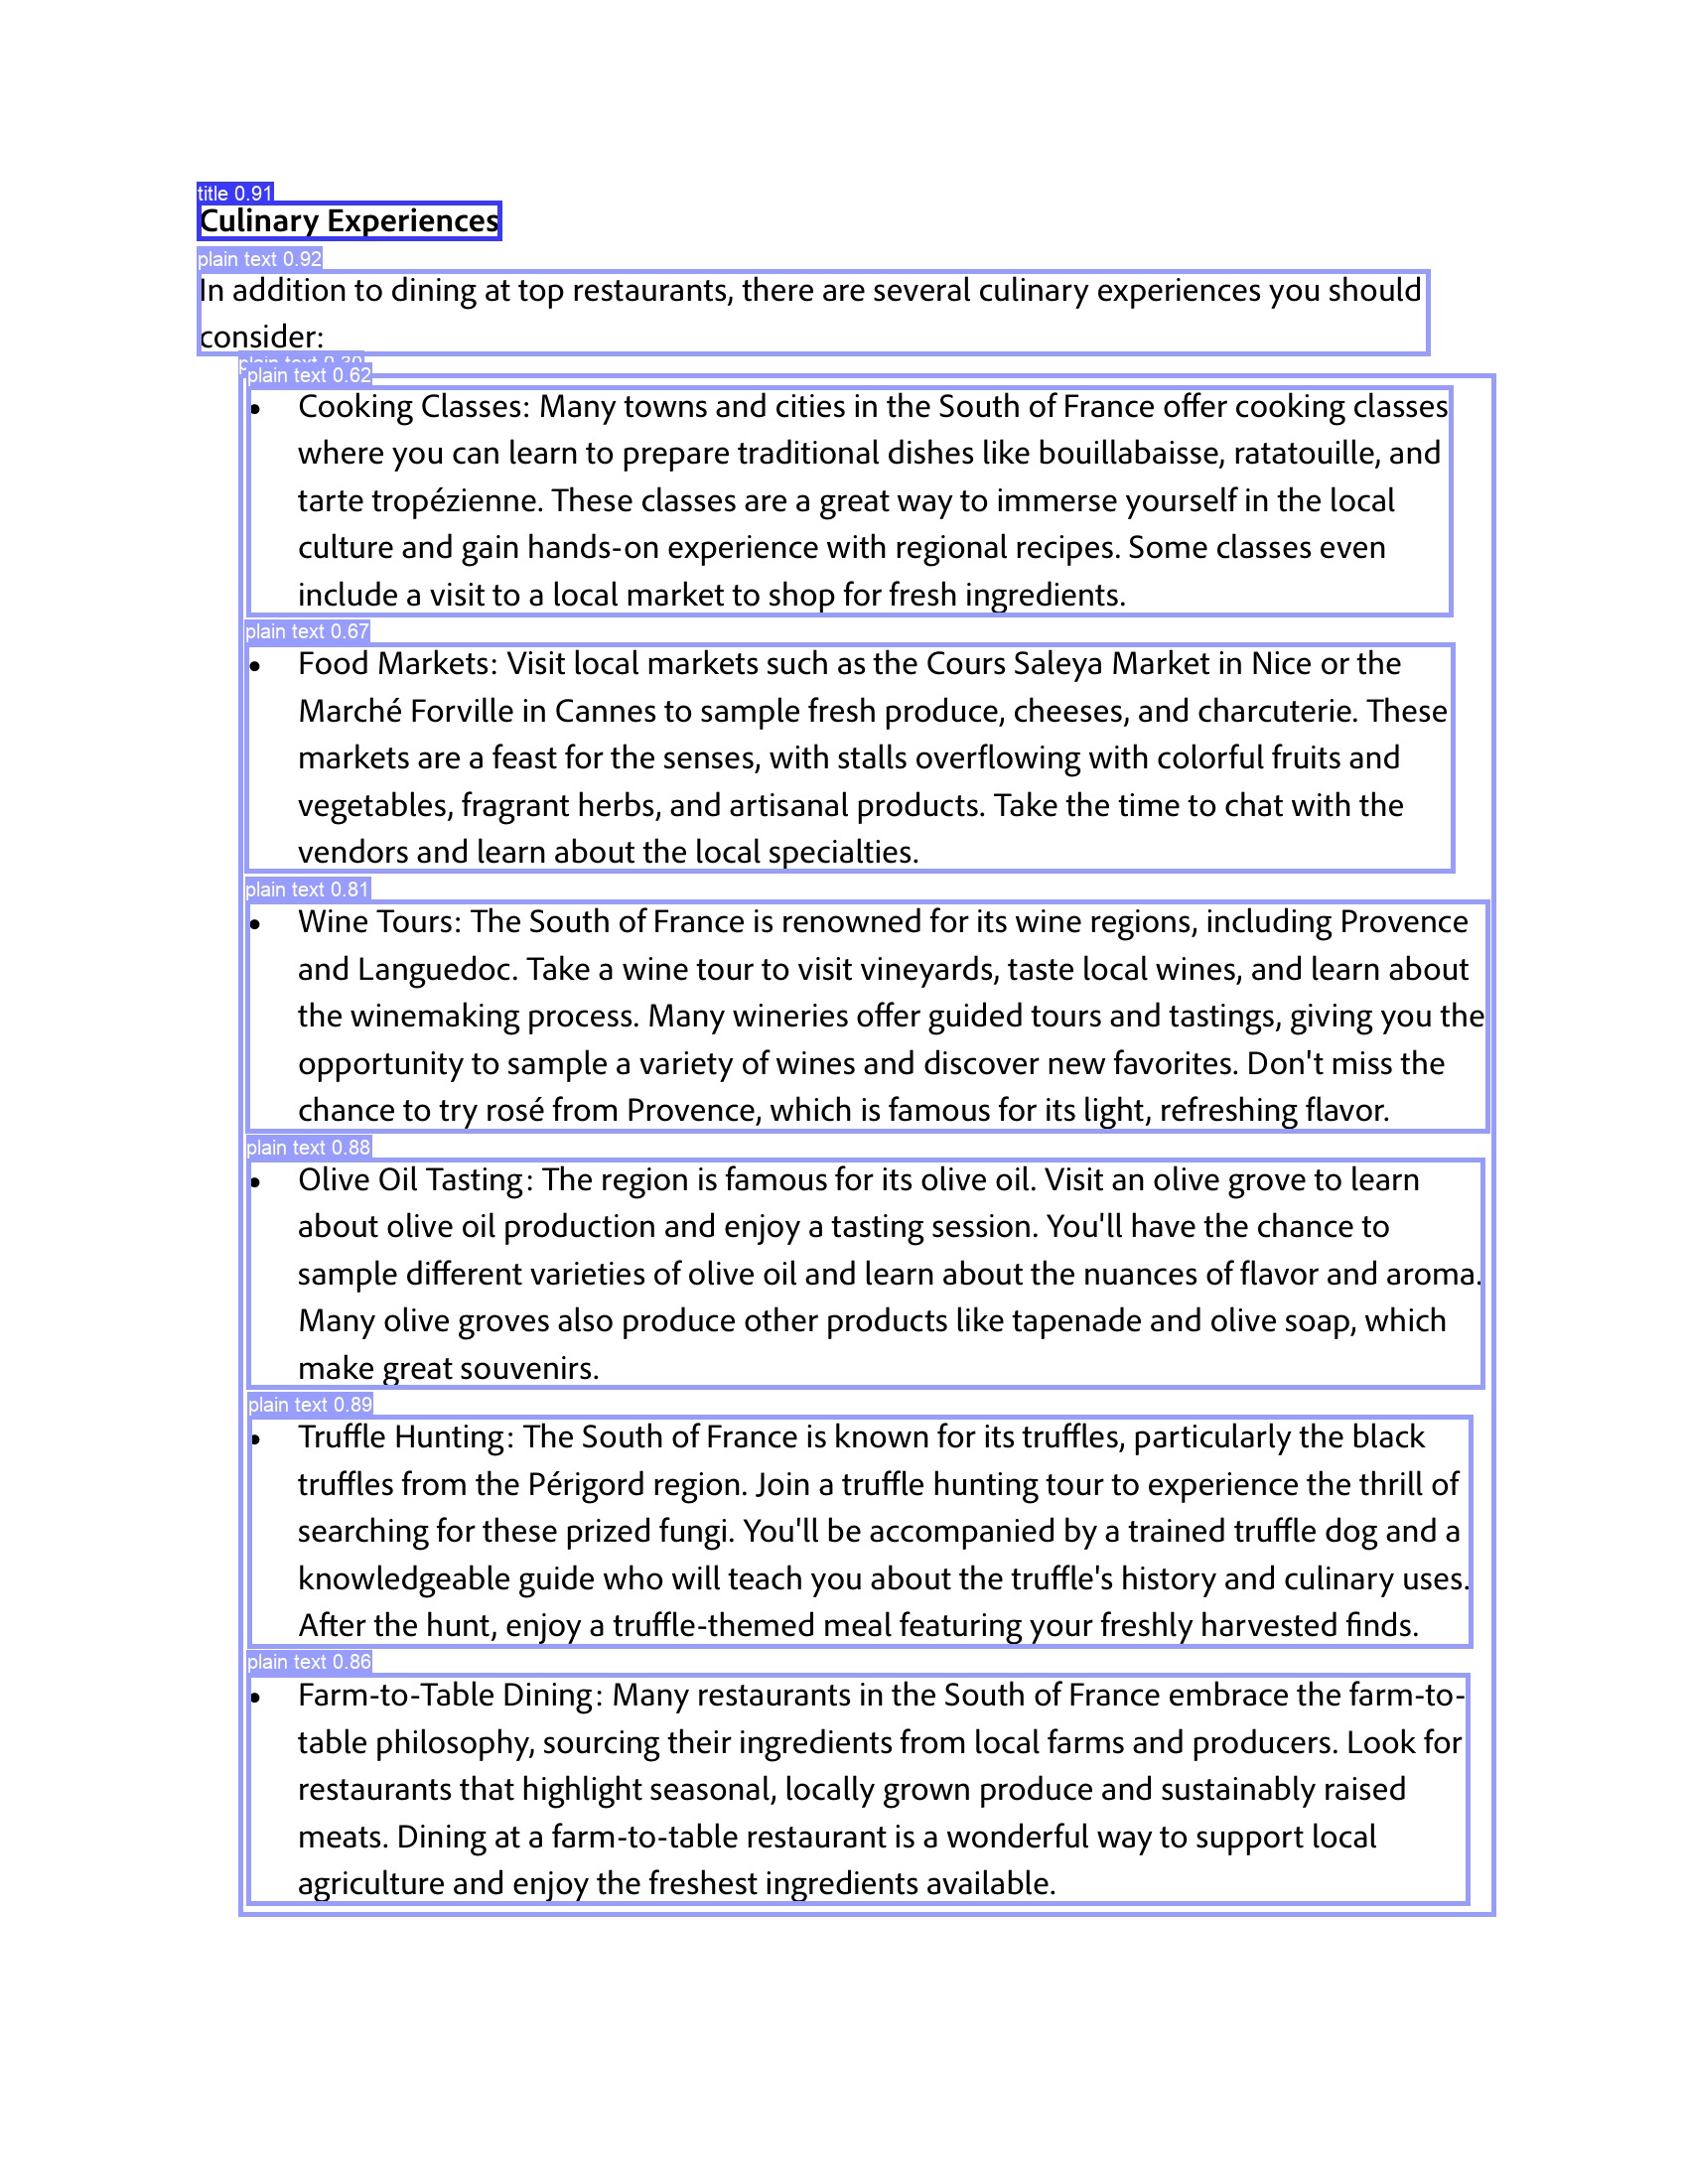 title 0.91
Culinary Experiences
plain text 0.92
In addition to dining at top restaurants, there are several culinary experiences you should
consider:
plain text 0.30
plain text 0.62
• Cooking Classes: Many towns and cities in the South of France offer cooking classes
where you can learn to prepare traditional dishes like bouillabaisse, ratatouille, and
tarte tropézienne. These classes are a great way to immerse yourself in the local
culture and gain hands-on experience with regional recipes. Some classes even
include a visit to a local market to shop for fresh ingredients.
plain text 0.67
• Food Markets: Visit local markets such as the Cours Saleya Market in Nice or the
Marché Forville in Cannes to sample fresh produce, cheeses, and charcuterie. These
markets are a feast for the senses, with stalls overflowing with colorful fruits and
vegetables, fragrant herbs, and artisanal products. Take the time to chat with the
vendors and learn about the local specialties.
plain text 0.81
• Wine Tours: The South of France is renowned for its wine regions, including Provence
and Languedoc. Take a wine tour to visit vineyards, taste local wines, and learn about
the winemaking process. Many wineries offer guided tours and tastings, giving you the
opportunity to sample a variety of wines and discover new favorites. Don't miss the
chance to try rosé from Provence, which is famous for its light, refreshing flavor.
plain text 0.88
• Olive Oil Tasting: The region is famous for its olive oil. Visit an olive grove to learn
about olive oil production and enjoy a tasting session. You'll have the chance to
sample different varieties of olive oil and learn about the nuances of flavor and aroma.
Many olive groves also produce other products like tapenade and olive soap, which
make great souvenirs.
plain text 0.89
• Truffle Hunting: The South of France is known for its truffles, particularly the black
truffles from the Périgord region. Join a truffle hunting tour to experience the thrill of
searching for these prized fungi. You'll be accompanied by a trained truffle dog and a
knowledgeable guide who will teach you about the truffle's history and culinary uses.
After the hunt, enjoy a truffle-themed meal featuring your freshly harvested finds.
plain text 0.86
• Farm-to-Table Dining: Many restaurants in the South of France embrace the farm-to-
table philosophy, sourcing their ingredients from local farms and producers. Look for
restaurants that highlight seasonal, locally grown produce and sustainably raised
meats. Dining at a farm-to-table restaurant is a wonderful way to support local
agriculture and enjoy the freshest ingredients available.